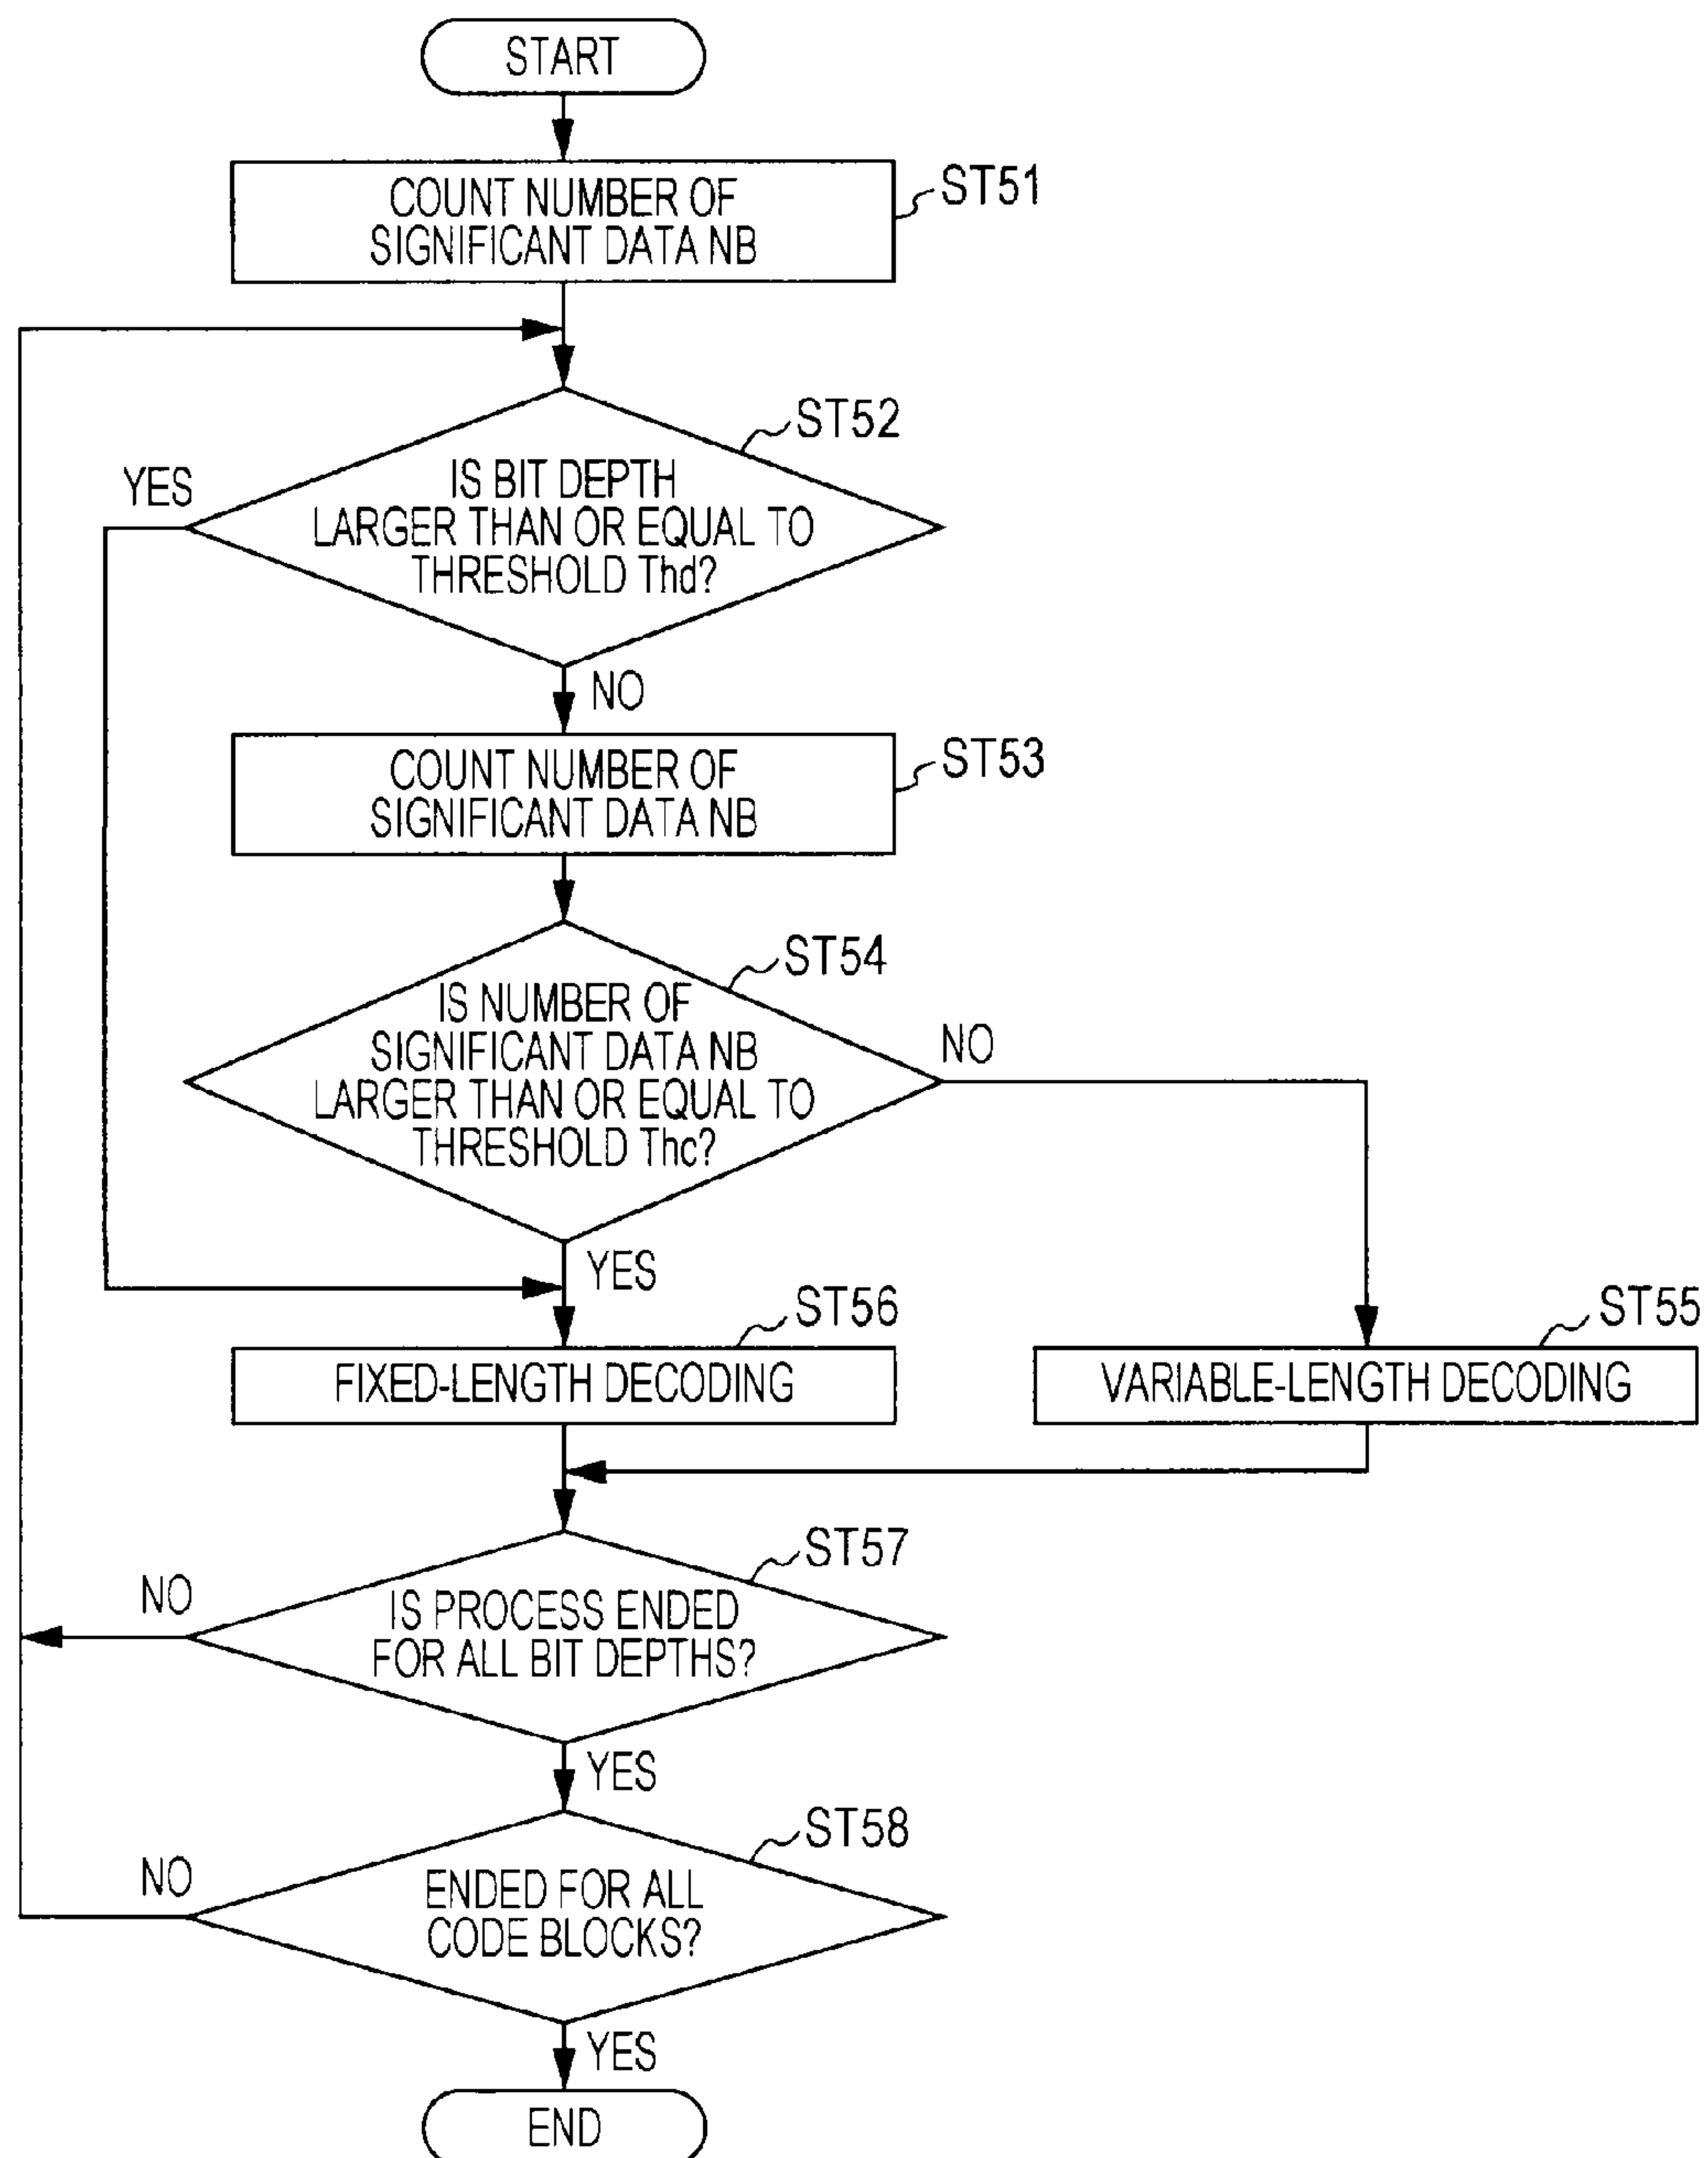 START
COUNT NUMBER OF
SIGNIFICANT DATA NB
ST51
ST52
YES
IS BIT DEPTH
LARGER THAN OR EQUAL TO
THRESHOLD Thd?
NO
COUNT NUMBER OF
SIGNIFICANT DATA NB
ST53
ST54
IS NUMBER OF
SIGNIFICANT DATA NB
LARGER THAN OR EQUAL TO
THRESHOLD Thc?
NO
YES
ST56
ST55
FIXED-LENGTH DECODING
VARIABLE-LENGTH DECODING
ST57
NO
IS PROCESS ENDED
FOR ALL BIT DEPTHS?
YES
ST58
NO
ENDED FOR ALL
CODE BLOCKS?
YES
END